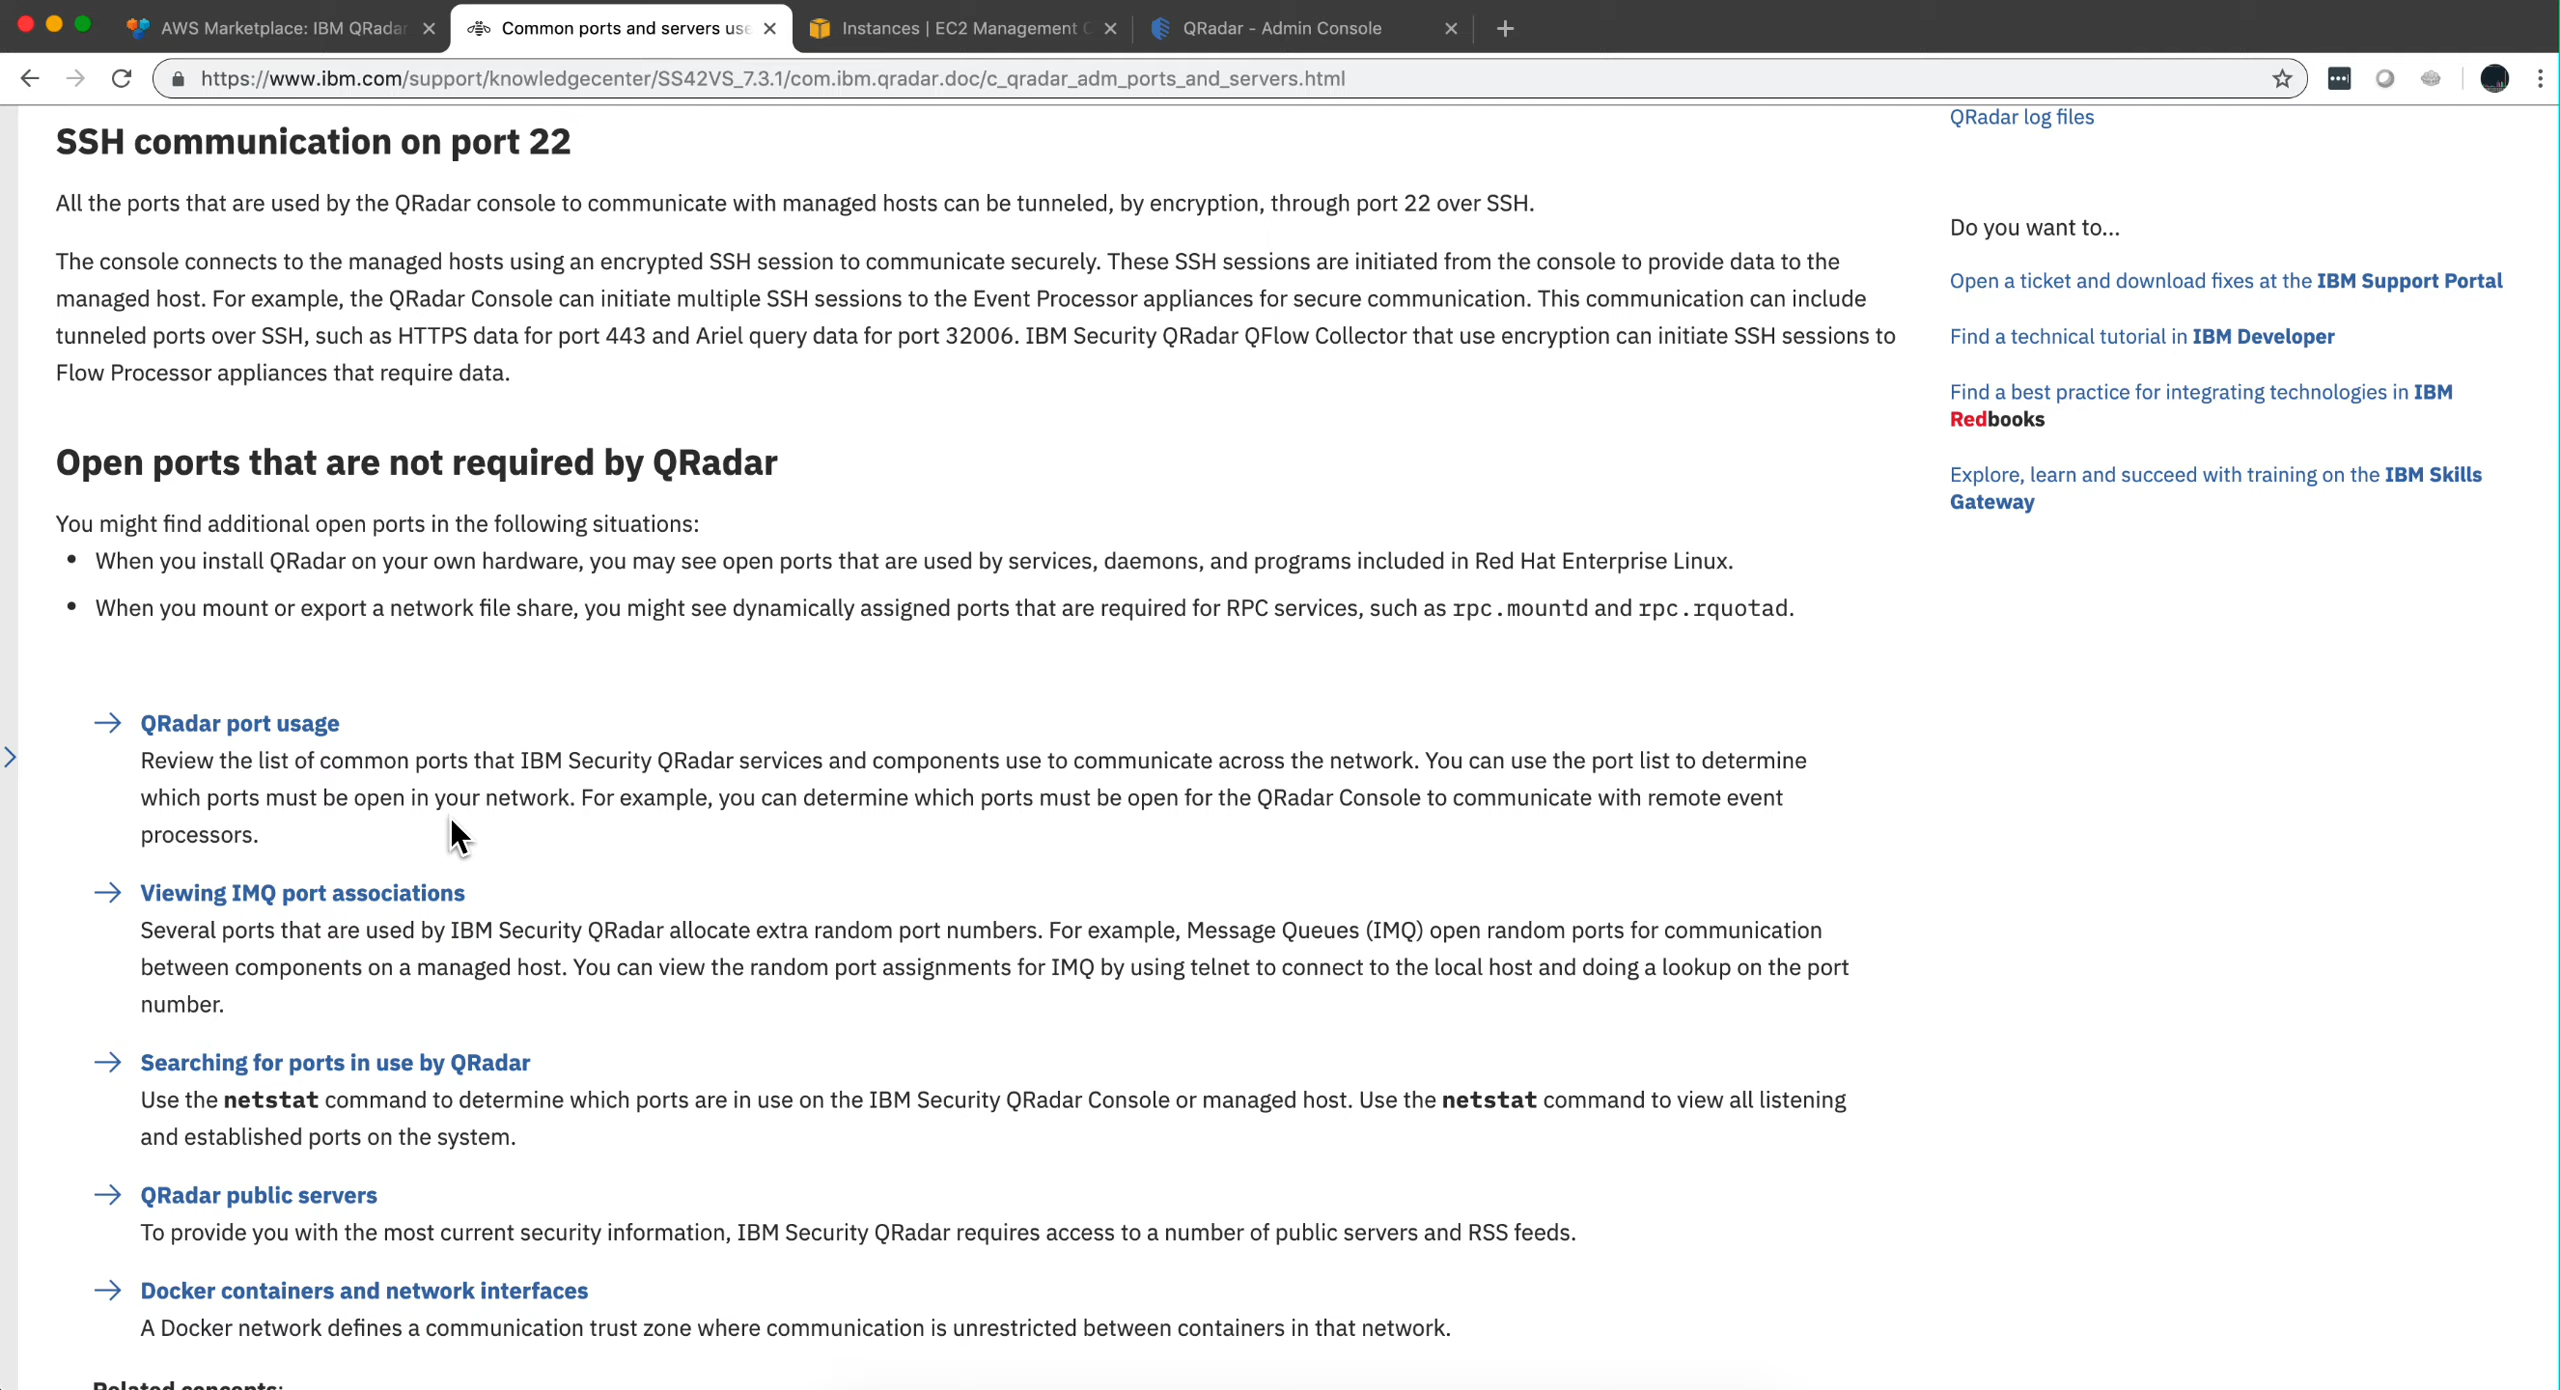 AWS Marketplace: IBM QRadar
Common ports and servers use
Instances | EC2 Management C
QRadar - Admin Console
https://www.ibm.com/support/knowledgecenter/SS42VS_7.3.1/com.ibm.qradar.doc/c_qradar_adm_ports_and_servers.html
SSH communication on port 22
All the ports that are used by the QRadar console to communicate with managed hosts can be tunneled, by encryption, through port 22 over SSH.
The console connects to the managed hosts using an encrypted SSH session to communicate securely. These SSH sessions are initiated from the console to provide data to the
managed host. For example, the QRadar Console can initiate multiple SSH sessions to the Event Processor appliances for secure communication. This communication can include
tunneled ports over SSH, such as HTTPS data for port 443 and Ariel query data for port 32006. IBM Security QRadar QFlow Collector that use encryption can initiate SSH sessions to
Flow Processor appliances that require data.
Open ports that are not required by QRadar
You might find additional open ports in the following situations:
• When you install QRadar on your own hardware, you may see open ports that are used by services, daemons, and programs included in Red Hat Enterprise Linux.
• When you mount or export a network file share, you might see dynamically assigned ports that are required for RPC services, such as rpc.mountd and rpc.rquotad.
→ QRadar port usage
Review the list of common ports that IBM Security QRadar services and components use to communicate across the network. You can use the port list to determine
which ports must be open in your network. For example, you can determine which ports must be open for the QRadar Console to communicate with remote event
processors.
→ Viewing IMQ port associations
Several ports that are used by IBM Security QRadar allocate extra random port numbers. For example, Message Queues (IMQ) open random ports for communication
between components on a managed host. You can view the random port assignments for IMQ by using telnet to connect to the local host and doing a lookup on the port
number.
→ Searching for ports in use by QRadar
Use the netstat command to determine which ports are in use on the IBM Security QRadar Console or managed host. Use the netstat command to view all listening
and established ports on the system.
→ QRadar public servers
To provide you with the most current security information, IBM Security QRadar requires access to a number of public servers and RSS feeds.
→ Docker containers and network interfaces
A Docker network defines a communication trust zone where communication is unrestricted between containers in that network.
Related concepts:
QRadar log files
Do you want to...
Open a ticket and download fixes at the IBM Support Portal
Find a technical tutorial in IBM Developer
Find a best practice for integrating technologies in IBM
Redbooks
Explore, learn and succeed with training on the IBM Skills
Gateway